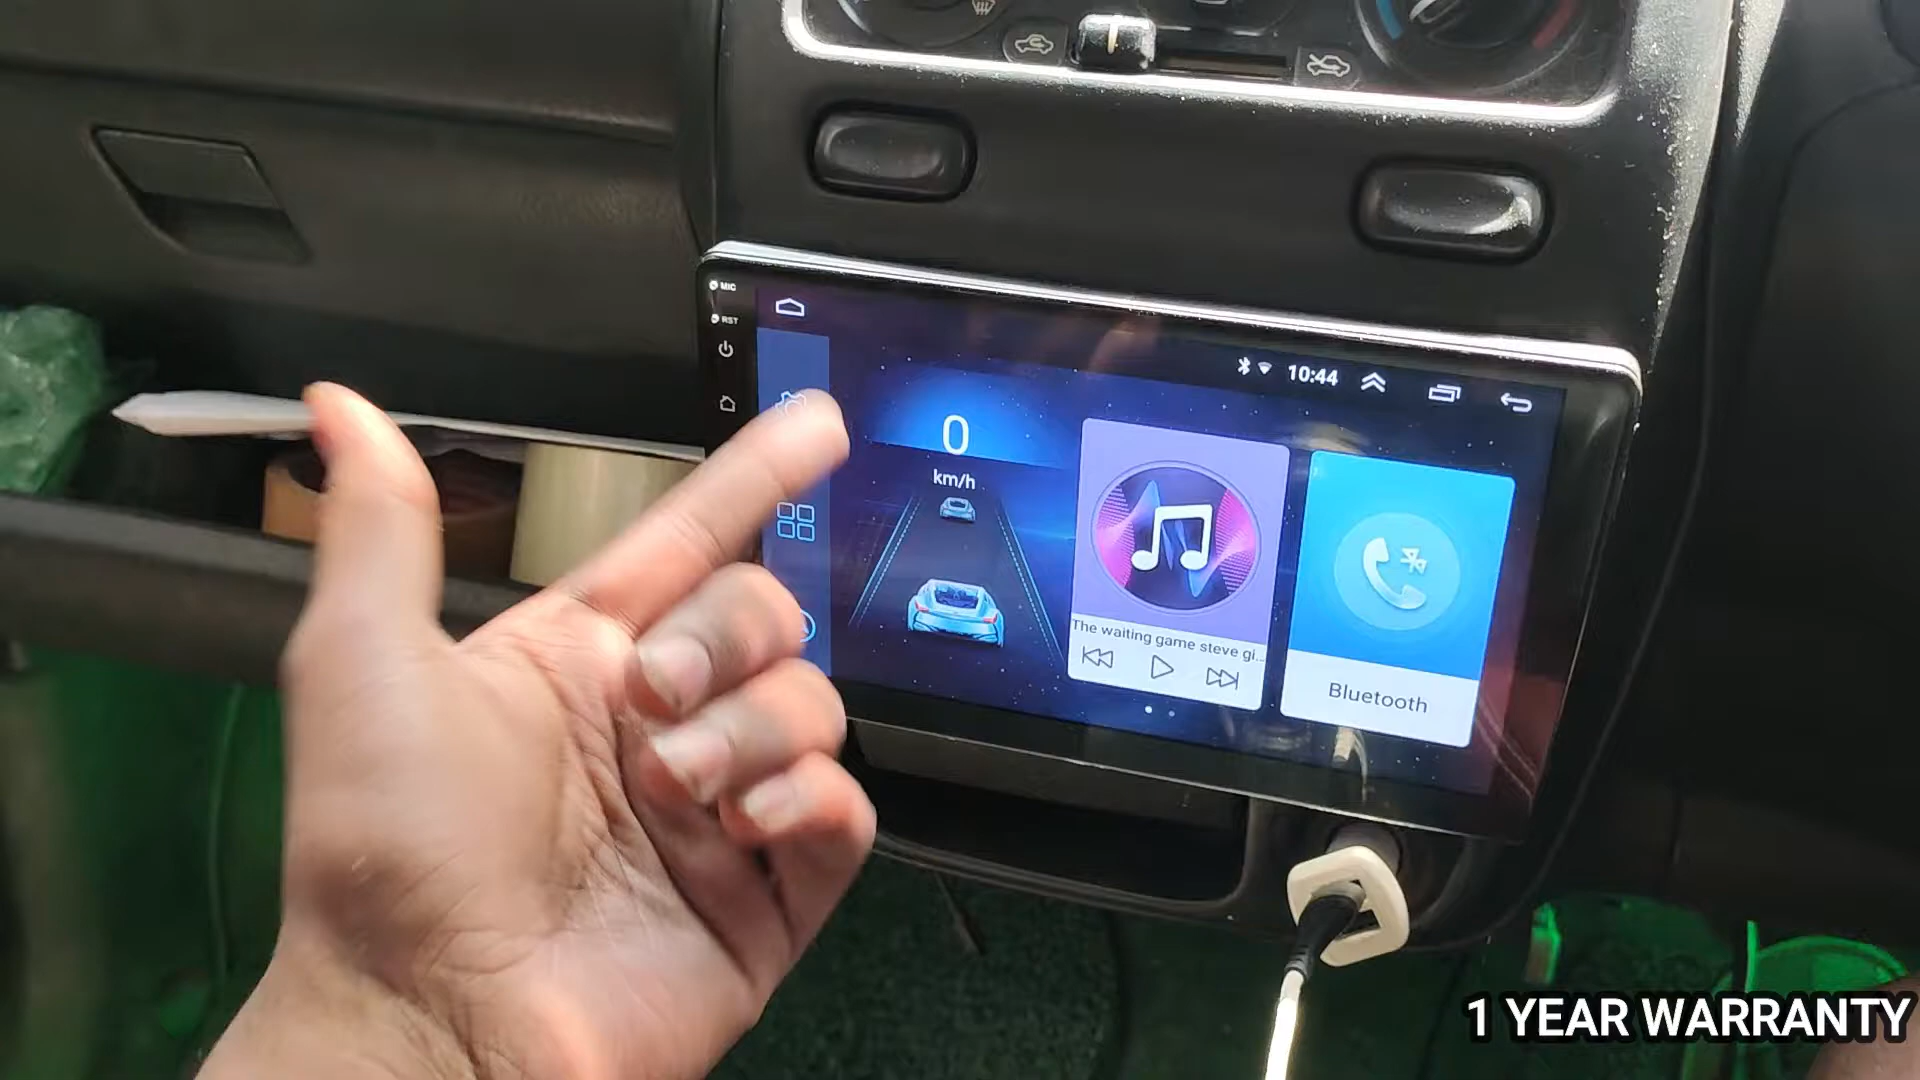 MIC
RST
10:44
0
km/h
The waiting game steve gi...
Bluetooth
1 YEAR WARRANTY